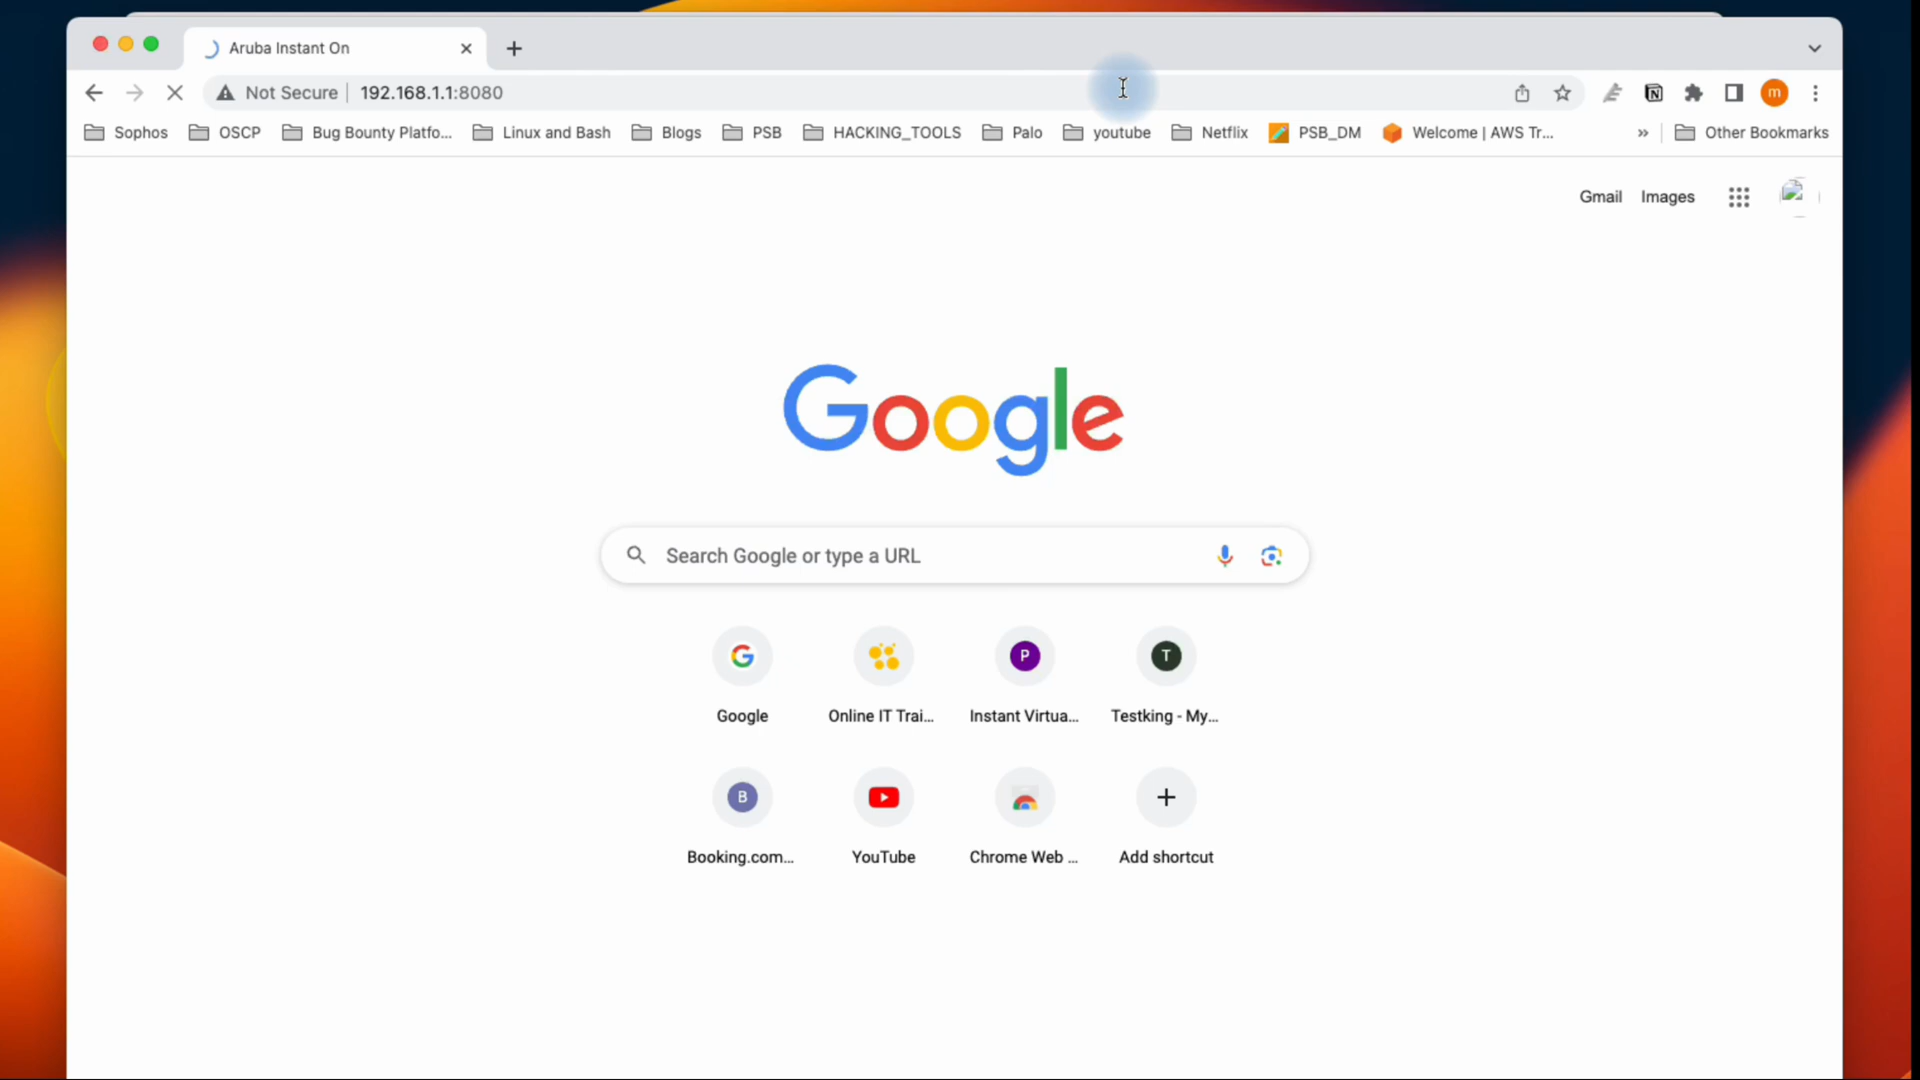 Aruba Instant On
Not Secure 192.168.1.1:8080
m
Sophos OSCP Bug Bounty Platfo... Linux and Bash Blogs PSB HACKING_TOOLS Palo youtube Netflix PSB_DM Welcome | AWS Tr... » Other Bookmarks
Gmail Images
Google
Search Google or type a URL
P T
Google Online IT Trai... Instant Virtua... Testking - My...
B
Booking.com... YouTube Chrome Web ... Add shortcut